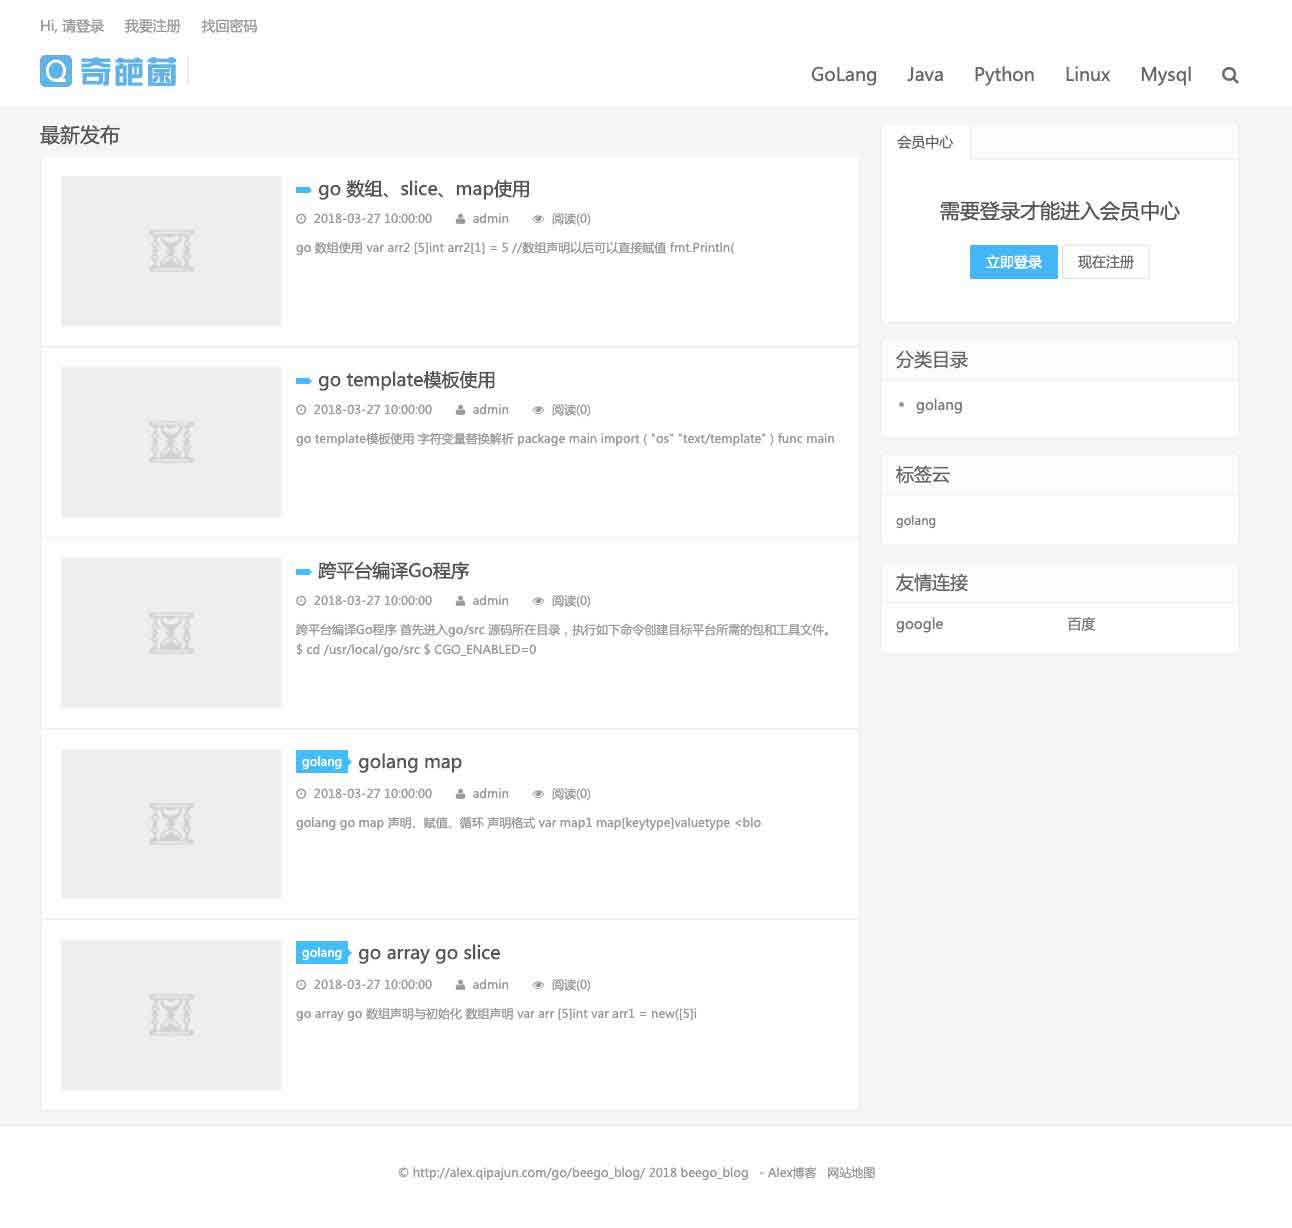 Hi, 请登录 我要注册 找回密码
奇葩菌
GoLang Java Python Linux Mysql
最新发布
go 数组、slice、map使用
2018-03-27 10:00:00 admin 阅读(0)
go 数组使用 var arr2 [5]int arr2[1] = 5 //数组声明以后可以直接赋值 fmt.Println(
go template模板使用
2018-03-27 10:00:00 admin 阅读(0)
go template模板使用 字符变量替换解析 package main import ( "os" "text/template" ) func main
跨平台编译Go程序
2018-03-27 10:00:00 admin 阅读(0)
跨平台编译Go程序 首先进入go/src 源码所在目录，执行如下命令创建目标平台所需的包和工具文件。
$ cd /usr/local/go/src $ CGO_ENABLED=0
golang golang map
2018-03-27 10:00:00 admin 阅读(0)
golang go map 声明、赋值、循环 声明格式 var map1 map[keytype]valuetype <blo
golang go array go slice
2018-03-27 10:00:00 admin 阅读(0)
go array go 数组声明与初始化 数组声明 var arr [5]int var arr1 = new([5]i
会员中心
需要登录才能进入会员中心
立即登录 现在注册
分类目录
golang
标签云
golang
友情连接
google 百度
© http://alex.qipajun.com/go/beego_blog/ 2018 beego_blog - Alex博客 网站地图